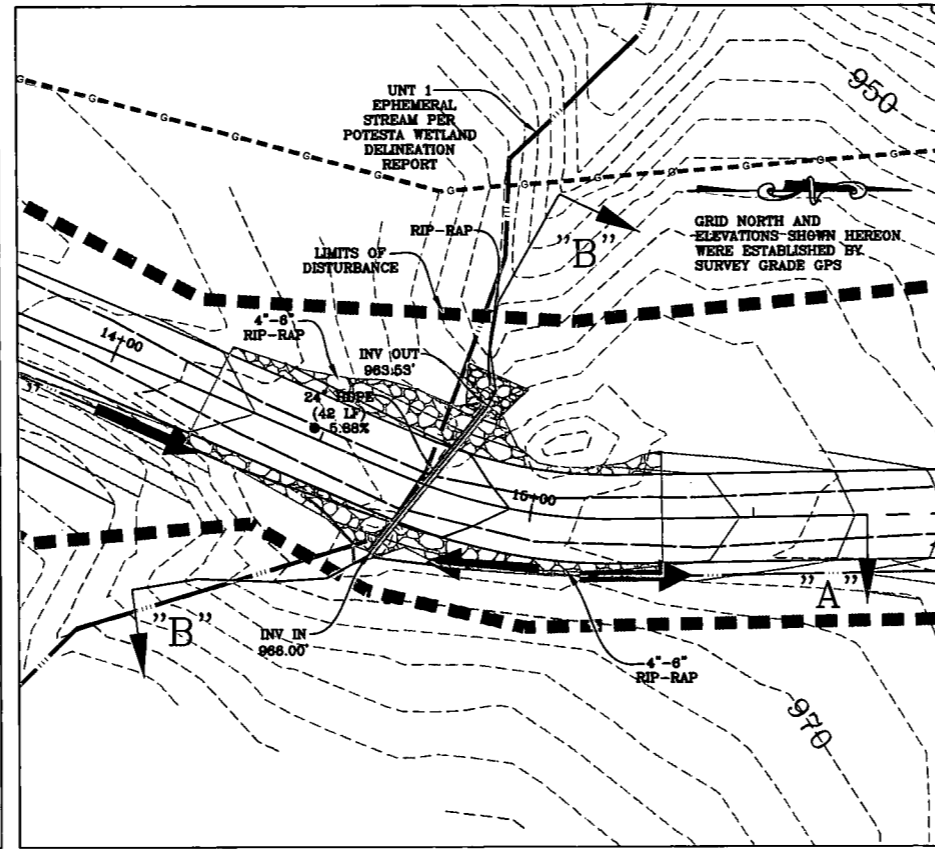 UNT 1
EPHEMERAL
STREAM PER
POTESTA WETLAND
DELINEATION
REPORT
950
G G G G G G G G G G G G
RIP-RAP
"B"
GRID NORTH AND
ELEVATIONS SHOWN HEREON
WERE ESTABLISHED BY
SURVEY GRADE GPS
LIMITS OF
DISTURBANCE
4"-6"
RIP-RAP
14+00
INV OUT
963.53'
24" HDPE
(42 LF)
@ 5.88%
15+00
"A"
"B"
INV IN
966.00'
4"-6"
RIP-RAP
970